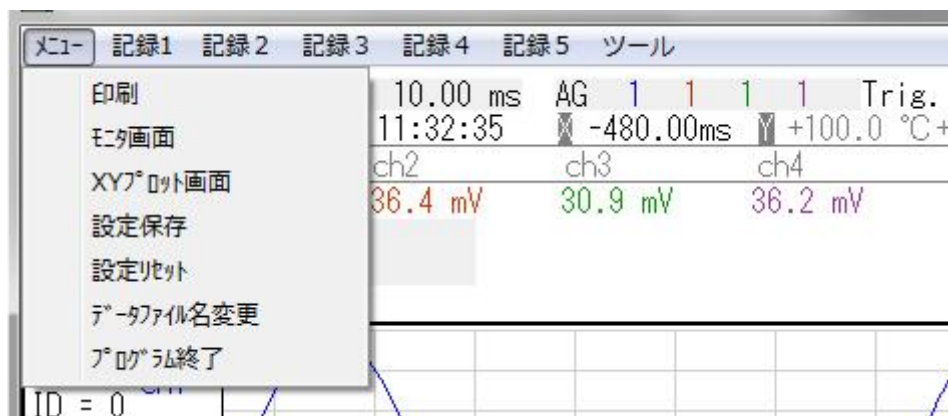 ﾒﾆｭｰ 記録1 記録2 記録3 記録4 記録5 ツール
印刷
ﾓﾆﾀ画面
XYﾌﾟﾛｯﾄ画面
設定保存
設定ﾘｾｯﾄ
ﾃﾞｰﾀﾌｧｲﾙ名変更
ﾌﾟﾛｸﾞﾗﾑ終了
10.00 ms AG 1 1 1 1 Trig.
11:32:35 X -480.00ms Y +100.0 ℃+
ch2 ch3 ch4
36.4 mV 30.9 mV 36.2 mV
ID = 0